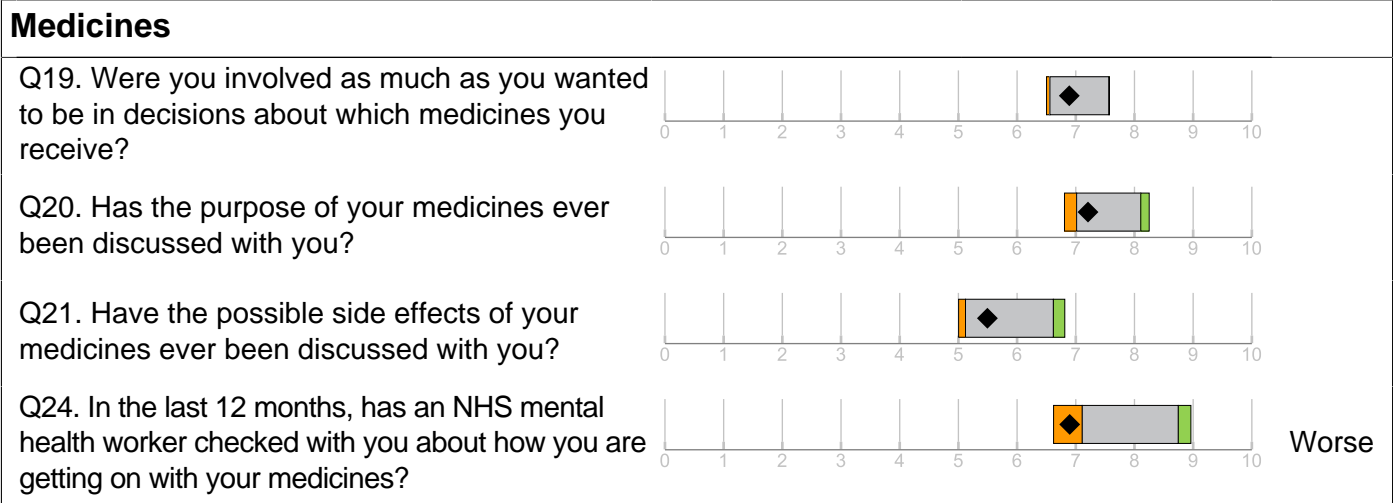 Medicines
Q19. Were you involved as much as you wanted
to be in decisions about which medicines you
receive?
0 1 2 3 4 5 6 7 8 9 10
Q20. Has the purpose of your medicines ever
been discussed with you?
0 1 2 3 4 5 6 7 8 9 10
Q21. Have the possible side effects of your
medicines ever been discussed with you?
0 1 2 3 4 5 6 7 8 9 10
Q24. In the last 12 months, has an NHS mental
health worker checked with you about how you are
getting on with your medicines?
0 1 2 3 4 5 6 7 8 9 10
Worse